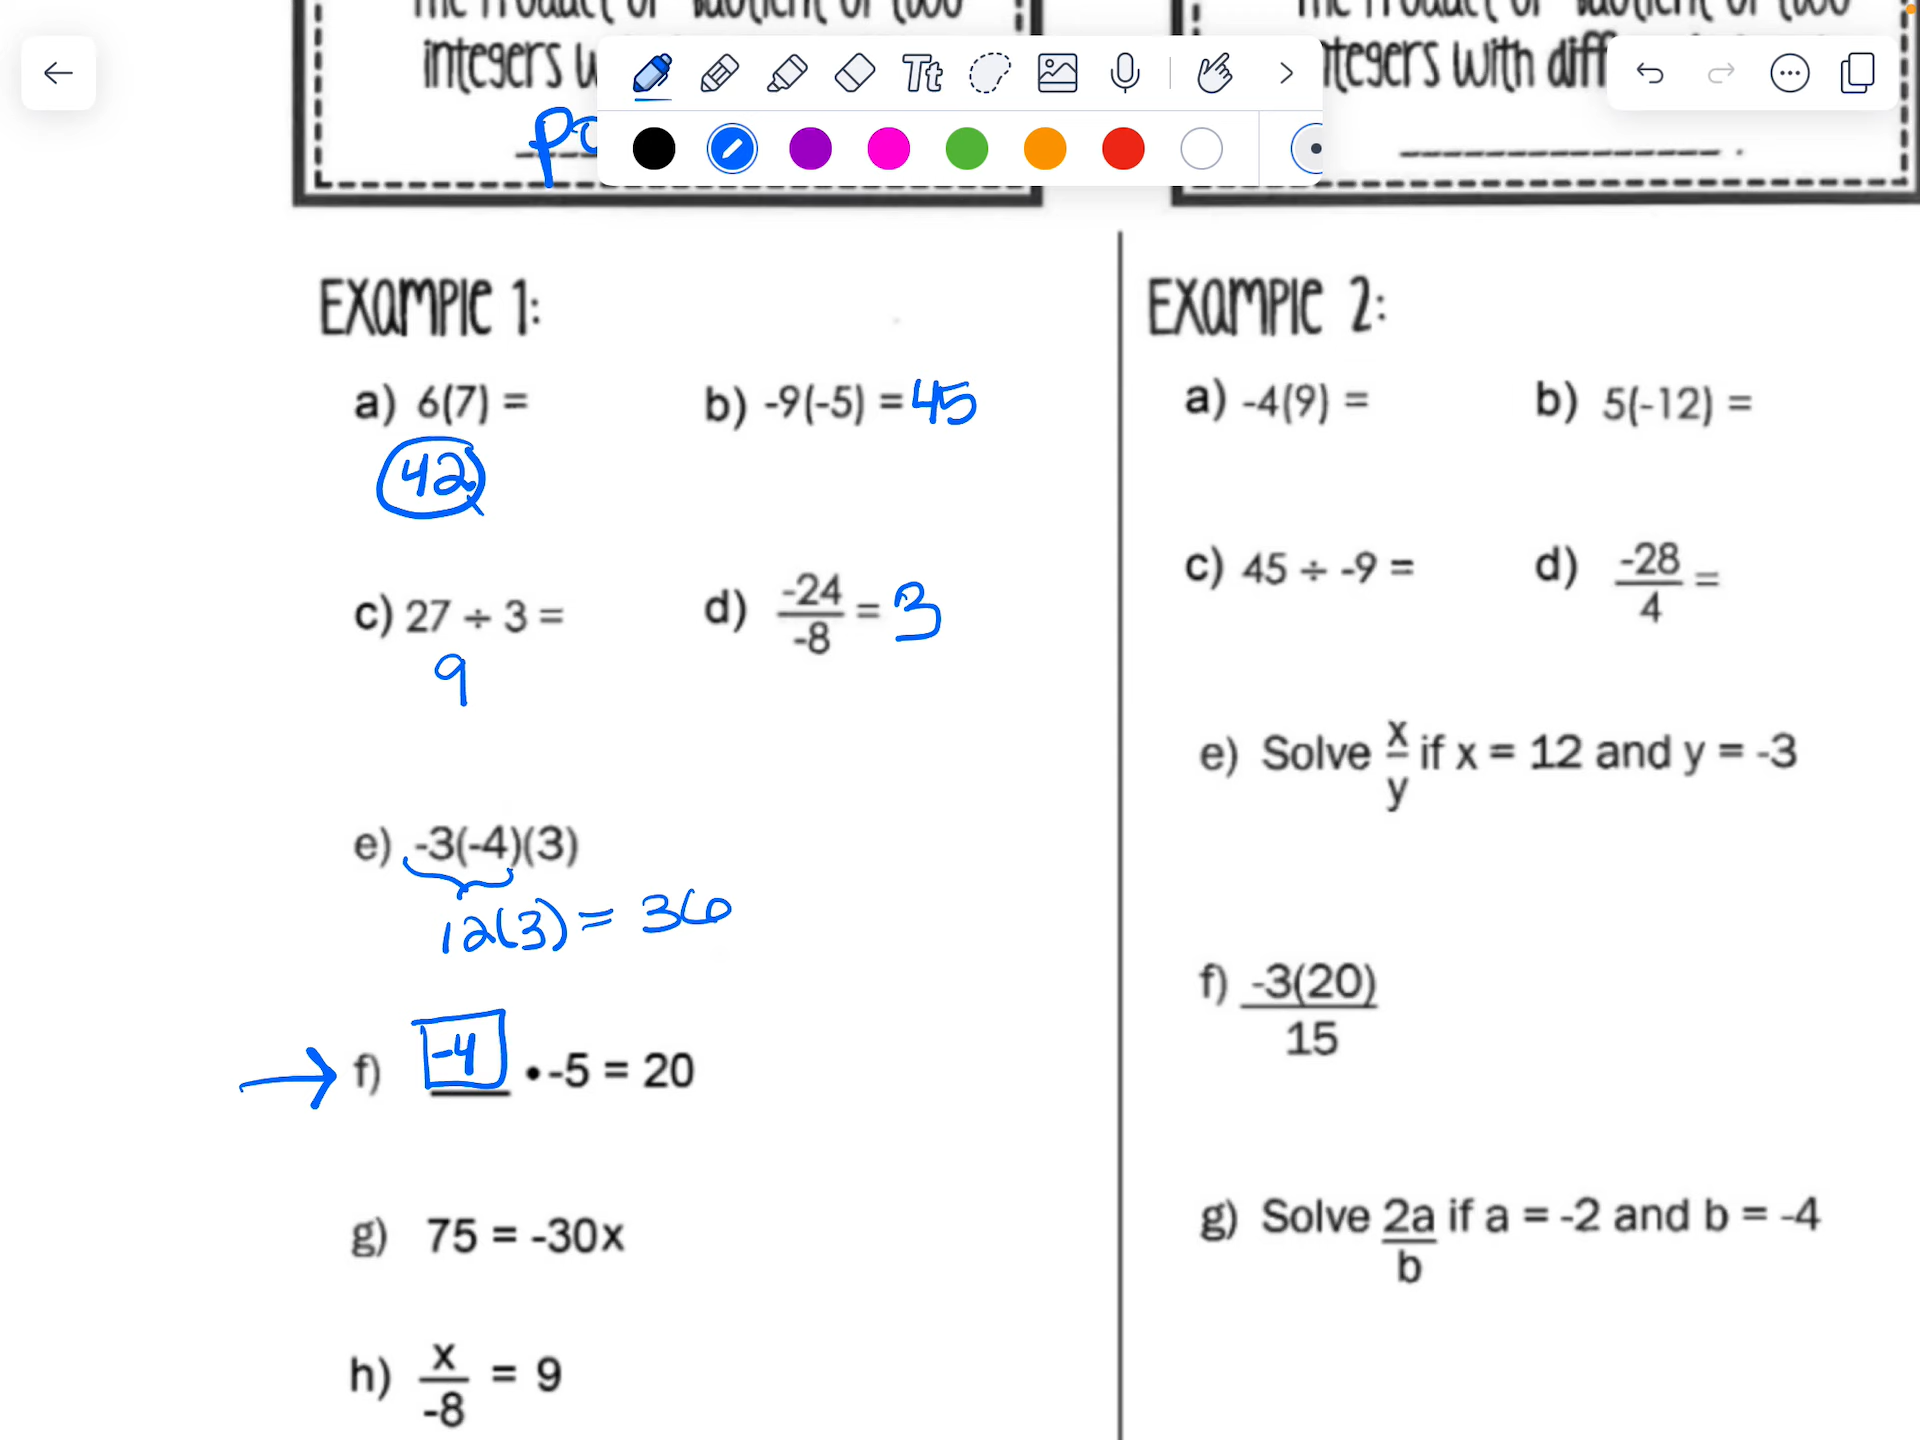 integers
integers with
po
Tt
EXAMPLE 1:
a) 6(7) =
42
b) -9(-5) = 45
c) 27 ÷ 3 =
9
d) -24/-8 = 3
e) -3(-4)(3)
12(3) = 36
f) -4 • -5 = 20
g) 75 = -30x
h) x/-8 = 9
EXAMPLE 2:
a) -4(9) =
b) 5(-12) =
c) 45 ÷ -9 =
d) -28/4 =
e) Solve x/y if x = 12 and y = -3
f) -3(20)/15
g) Solve 2a/b if a = -2 and b = -4